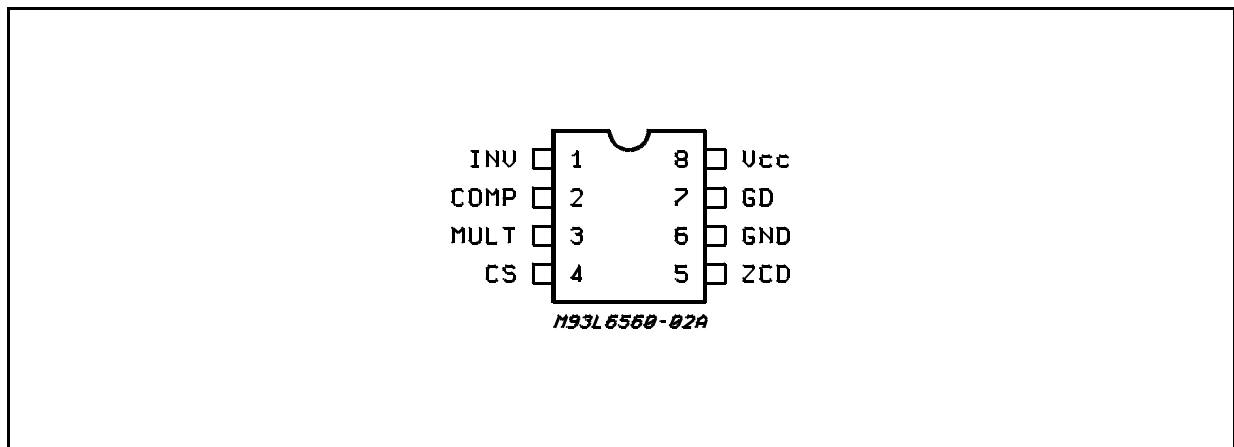 INV 1 8 Vcc
COMP 2 7 GD
MULT 3 6 GND
CS 4 5 ZCD
M93L6560-02A